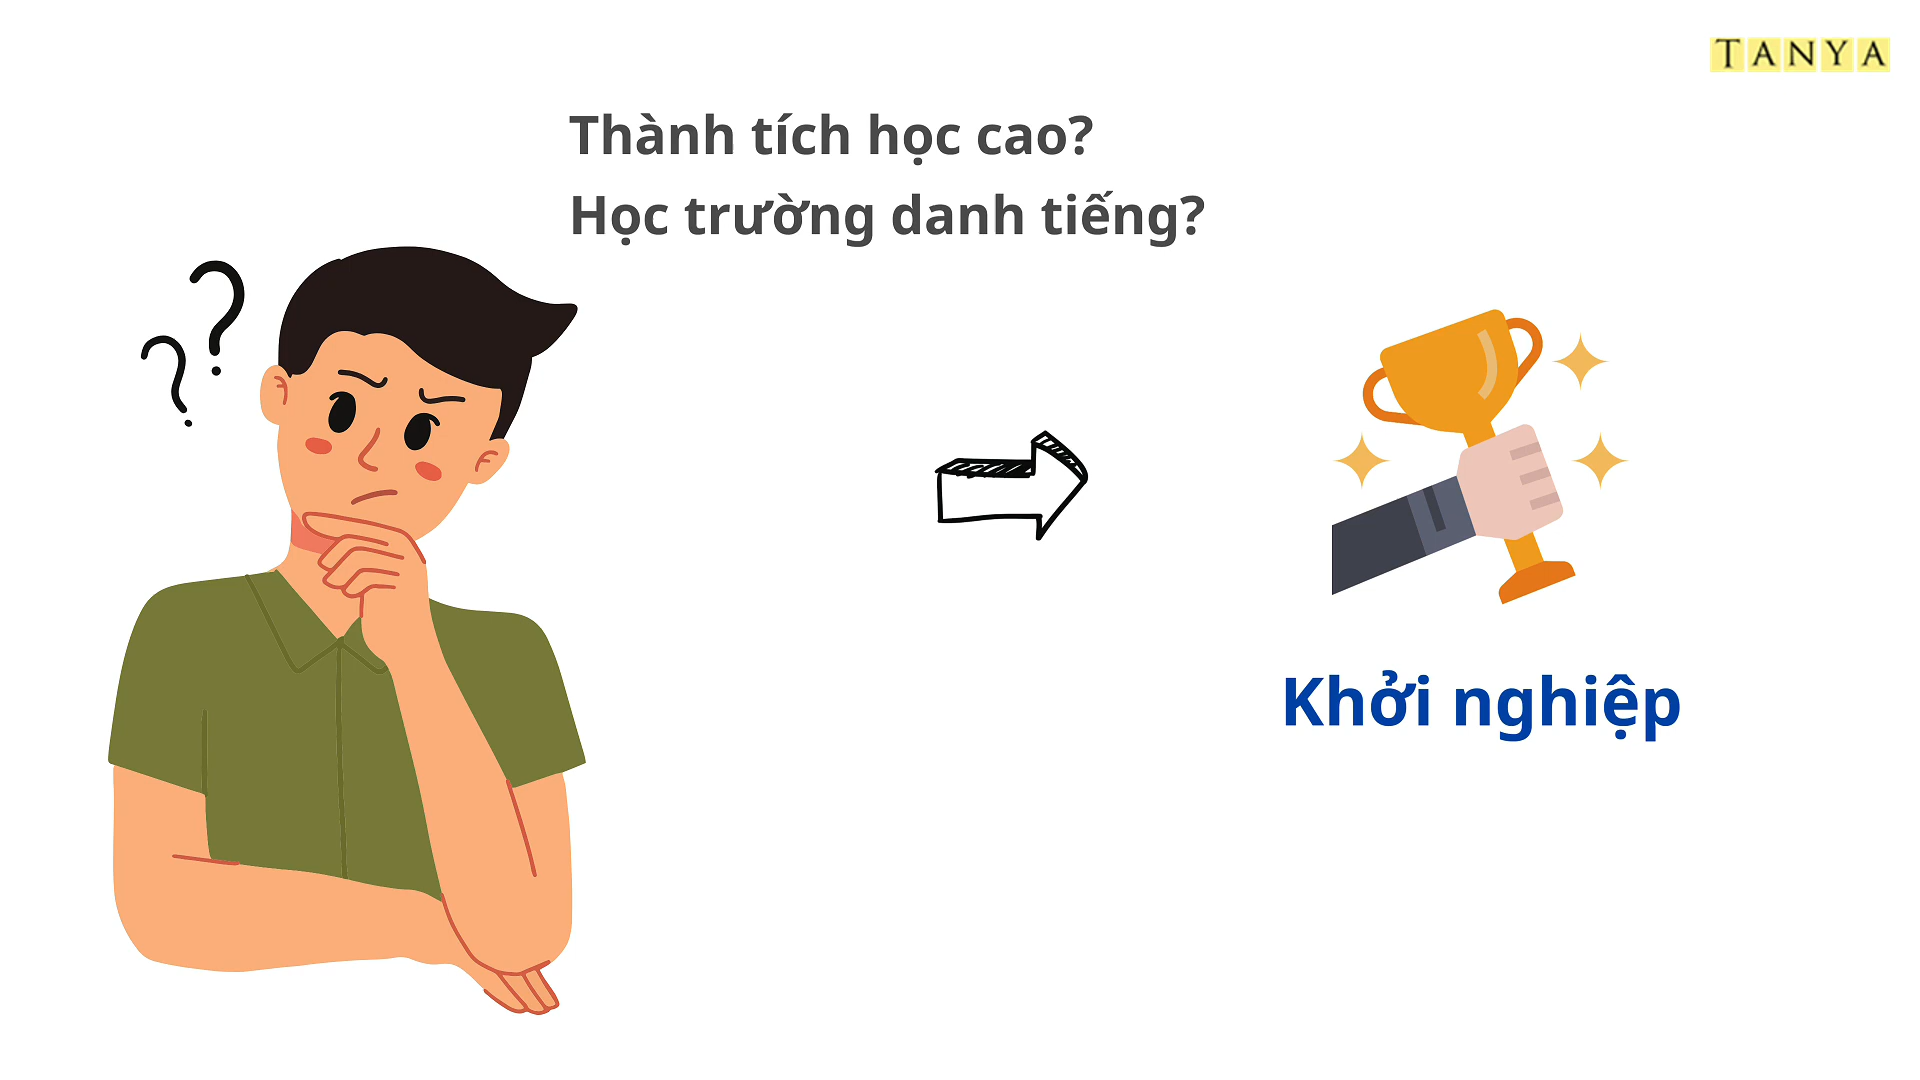 TANYA
Thành tích học cao?
Học trường danh tiếng?
Khởi nghiệp